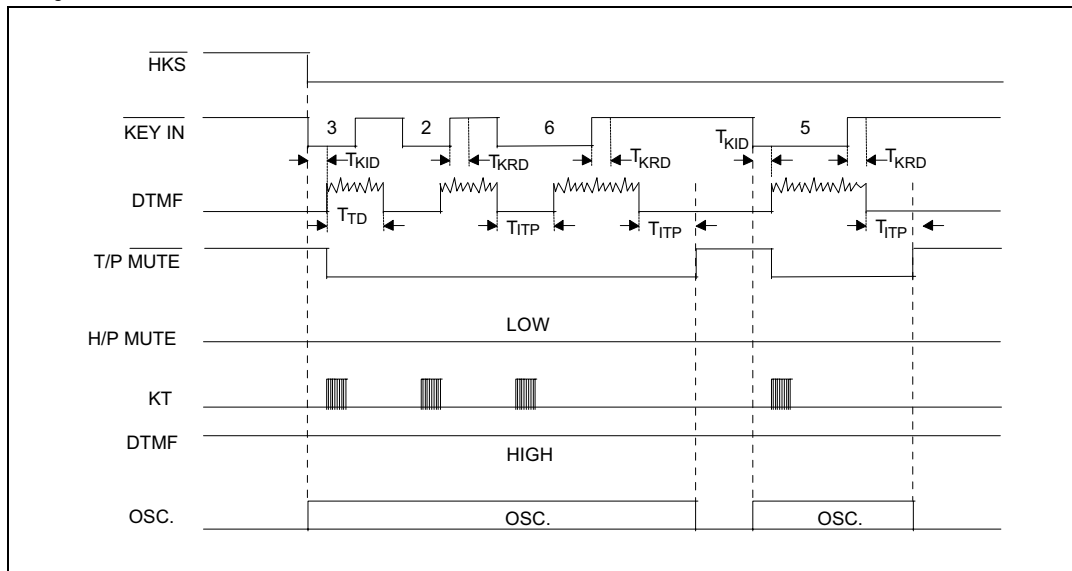 HKS
KEY IN 3 2 6 5
TKID TKRD TKRD TKID TKRD
DTMF
TTD TITP TITP TITP
T/P MUTE
LOW
H/P MUTE
KT
DTMF
HIGH
OSC. OSC. OSC.